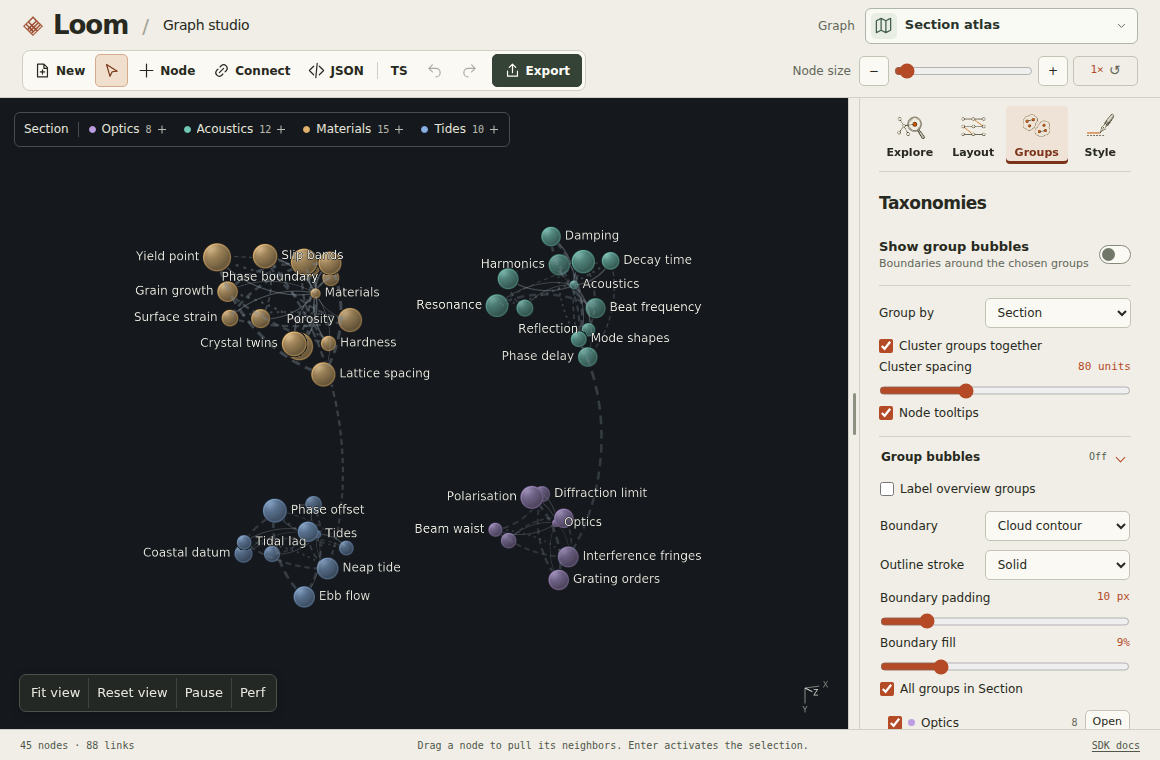 Loom / Graph studio
Graph Section atlas
New Node Connect JSON TS Export
Node size − + 1× ↺
Section Optics 8 + Acoustics 12 + Materials 15 + Tides 10 +
Explore Layout Groups Style
Taxonomies
Show group bubbles
Boundaries around the chosen groups
Group by Section
Cluster groups together
Cluster spacing 80 units
Node tooltips
Group bubbles Off
Label overview groups
Boundary Cloud contour
Outline stroke Solid
Boundary padding 10 px
Boundary fill 9%
All groups in Section
Optics 8 Open
Yield point
Slip bands
Phase boundary
Grain growth
Materials
Surface strain
Porosity
Crystal twins
Hardness
Lattice spacing
Damping
Harmonics
Decay time
Acoustics
Resonance
Beat frequency
Reflection
Mode shapes
Phase delay
Phase offset
Tides
Tidal lag
Coastal datum
Neap tide
Ebb flow
Polarisation
Diffraction limit
Optics
Beam waist
Interference fringes
Grating orders
Fit view Reset view Pause Perf
X
Z
Y
45 nodes · 88 links
Drag a node to pull its neighbors. Enter activates the selection.
SDK docs